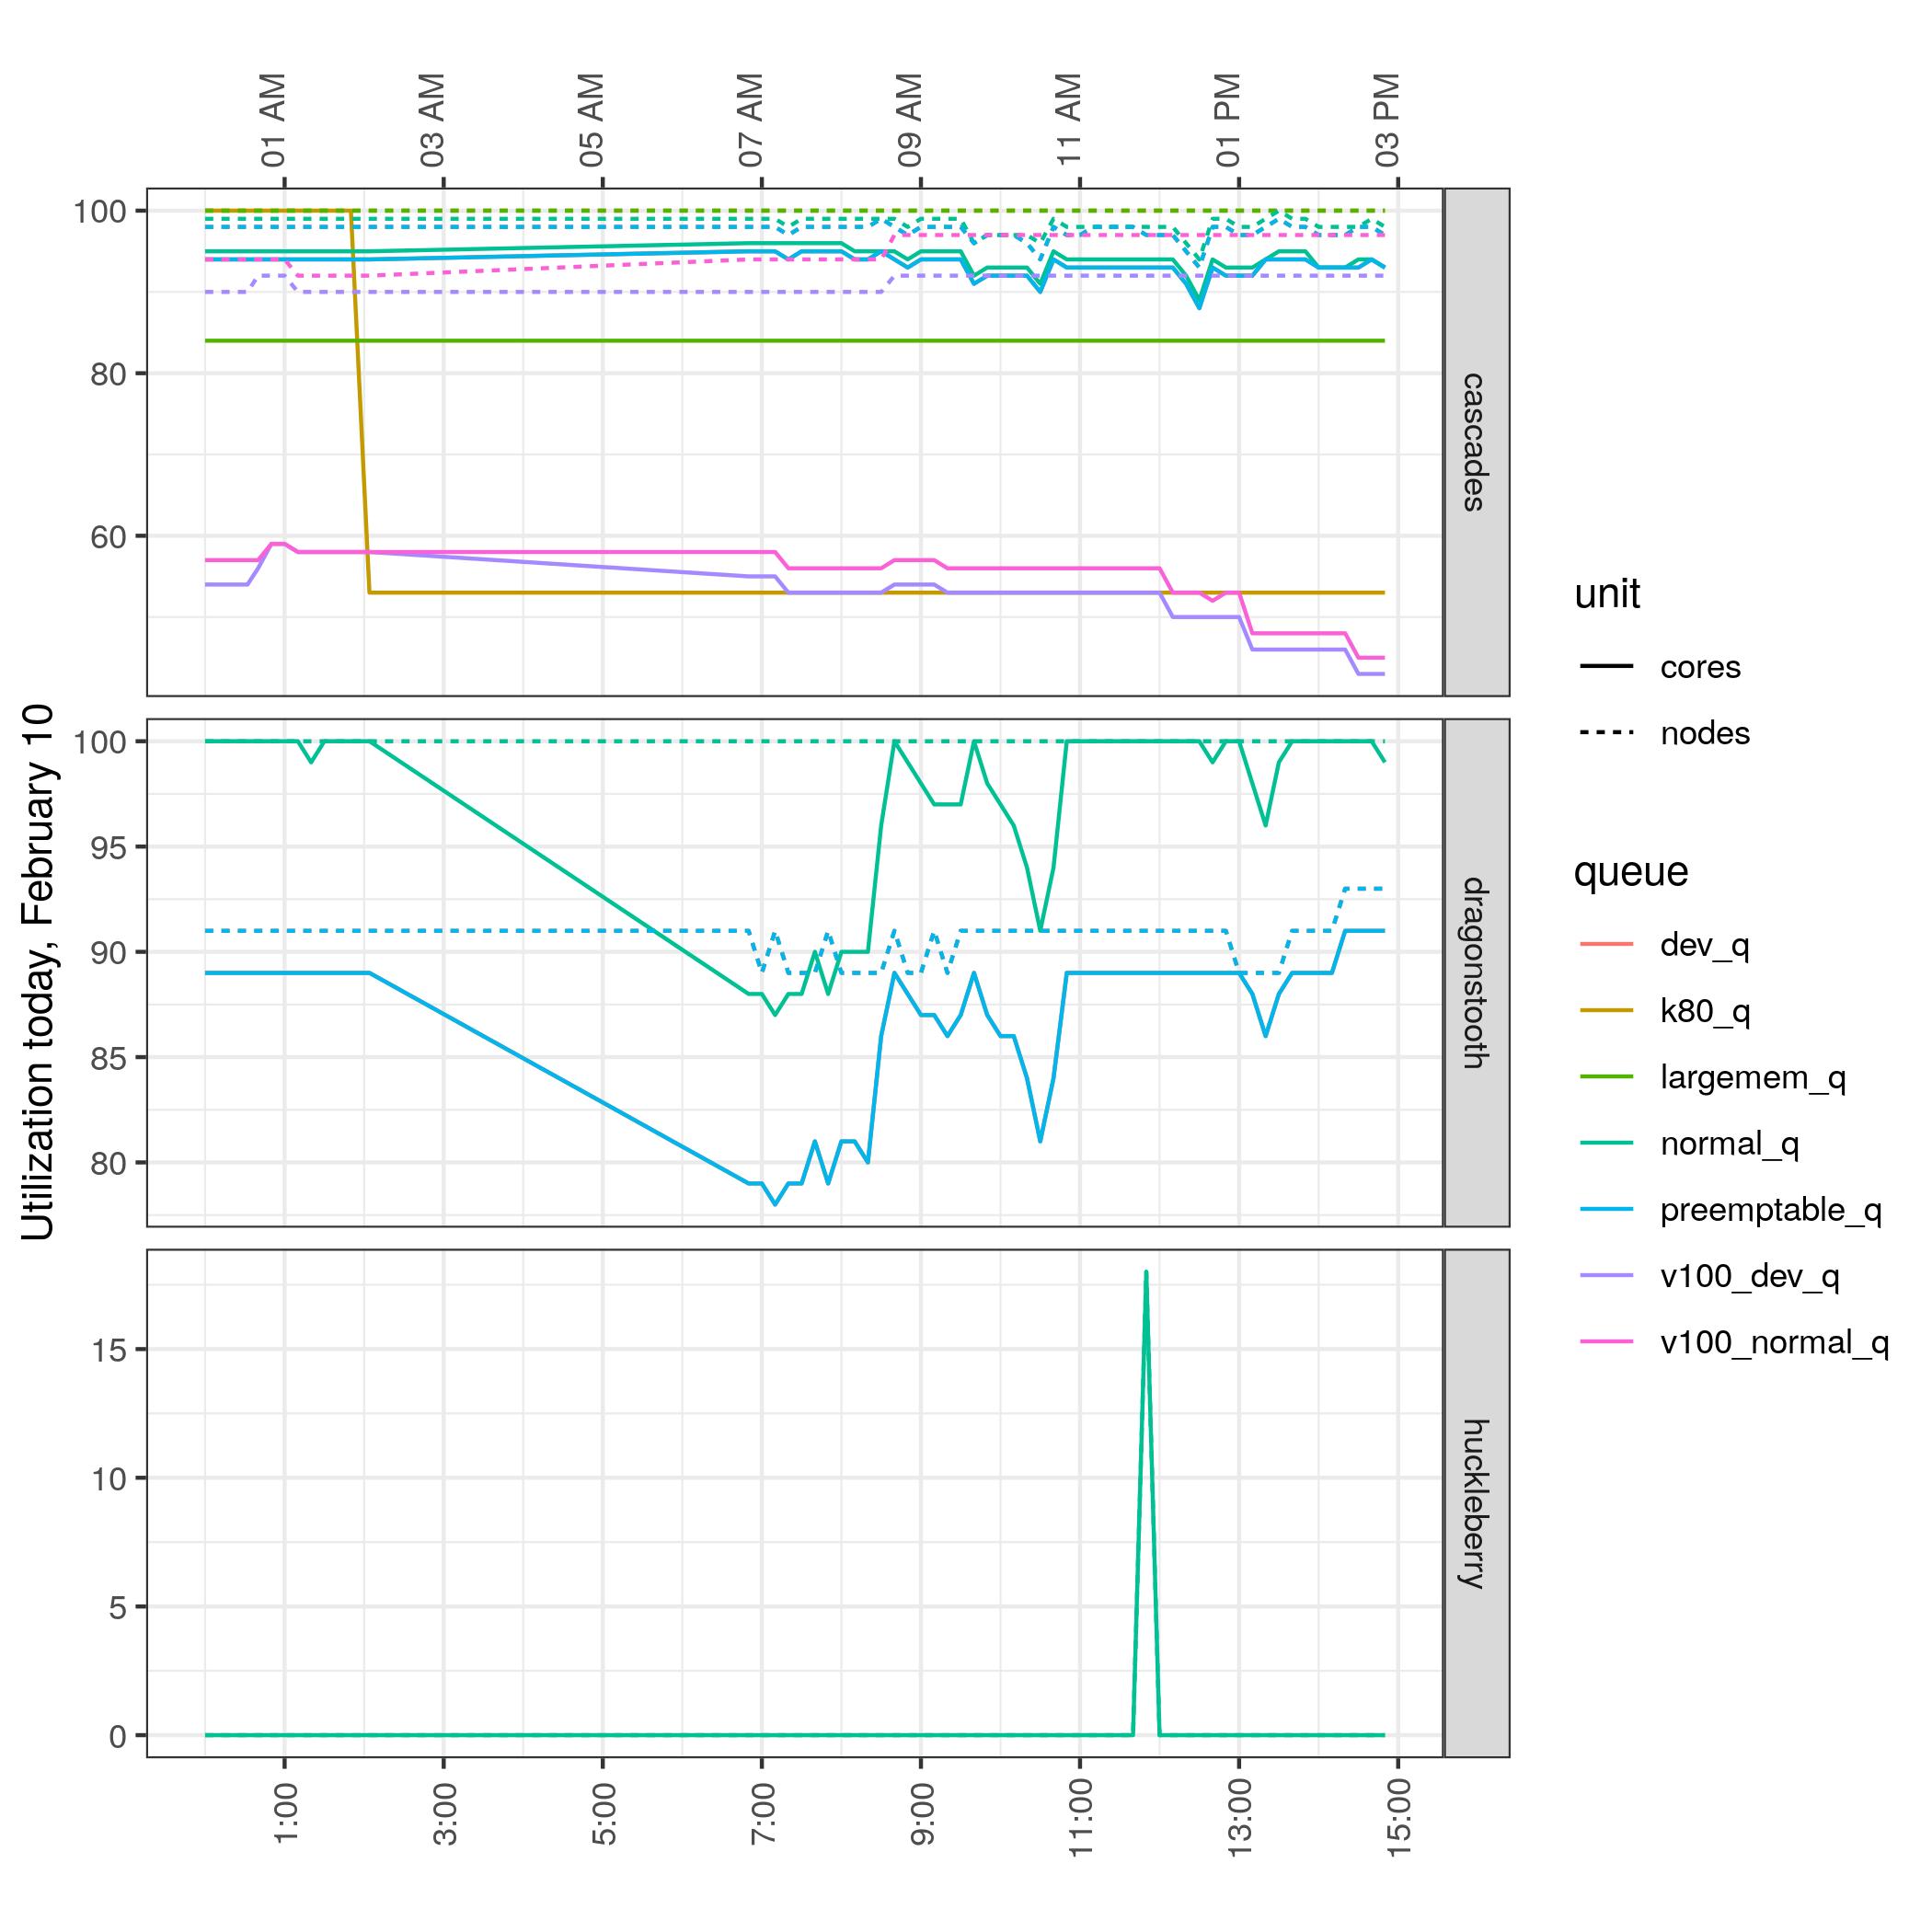 01 AM
03 AM
05 AM
07 AM
09 AM
11 AM
01 PM
03 PM
Utilization today, February 10
100
80
60
cascades
100
95
90
85
80
dragonstooth
15
10
5
0
huckleberry
1:00
3:00
5:00
7:00
9:00
11:00
13:00
15:00
unit
cores
nodes
queue
dev_q
k80_q
largemem_q
normal_q
preemptable_q
v100_dev_q
v100_normal_q